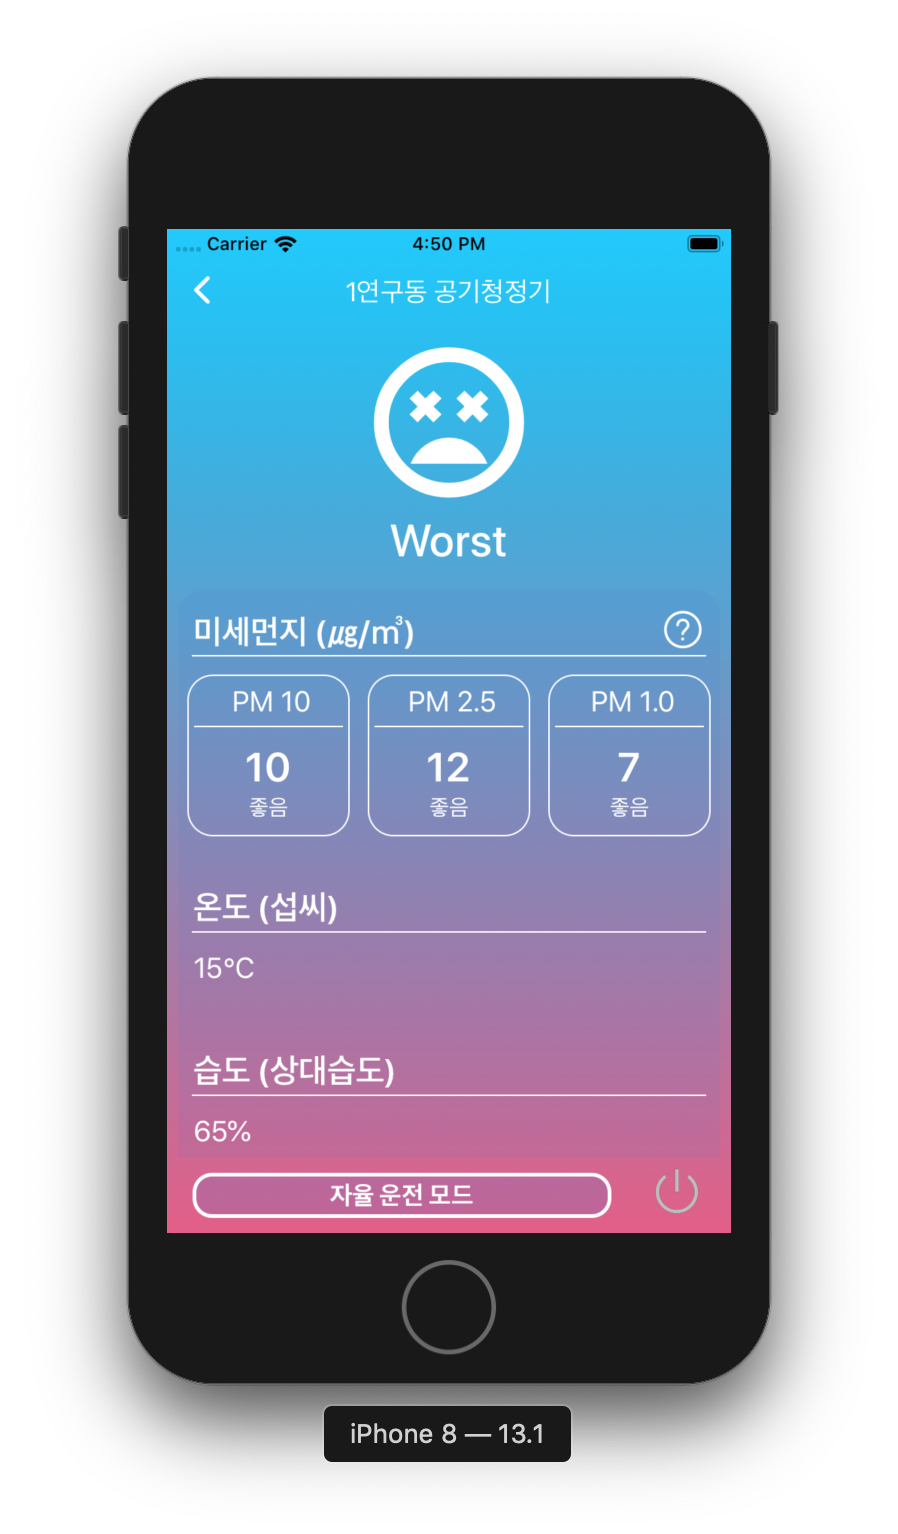 Carrier 4:50 PM
1연구동 공기청정기
Worst
미세먼지 (㎍/㎥) ?
PM 10 PM 2.5 PM 1.0
10 12 7
좋음 좋음 좋음
온도 (섭씨)
15°C
습도 (상대습도)
65%
자율 운전 모드
iPhone 8 — 13.1